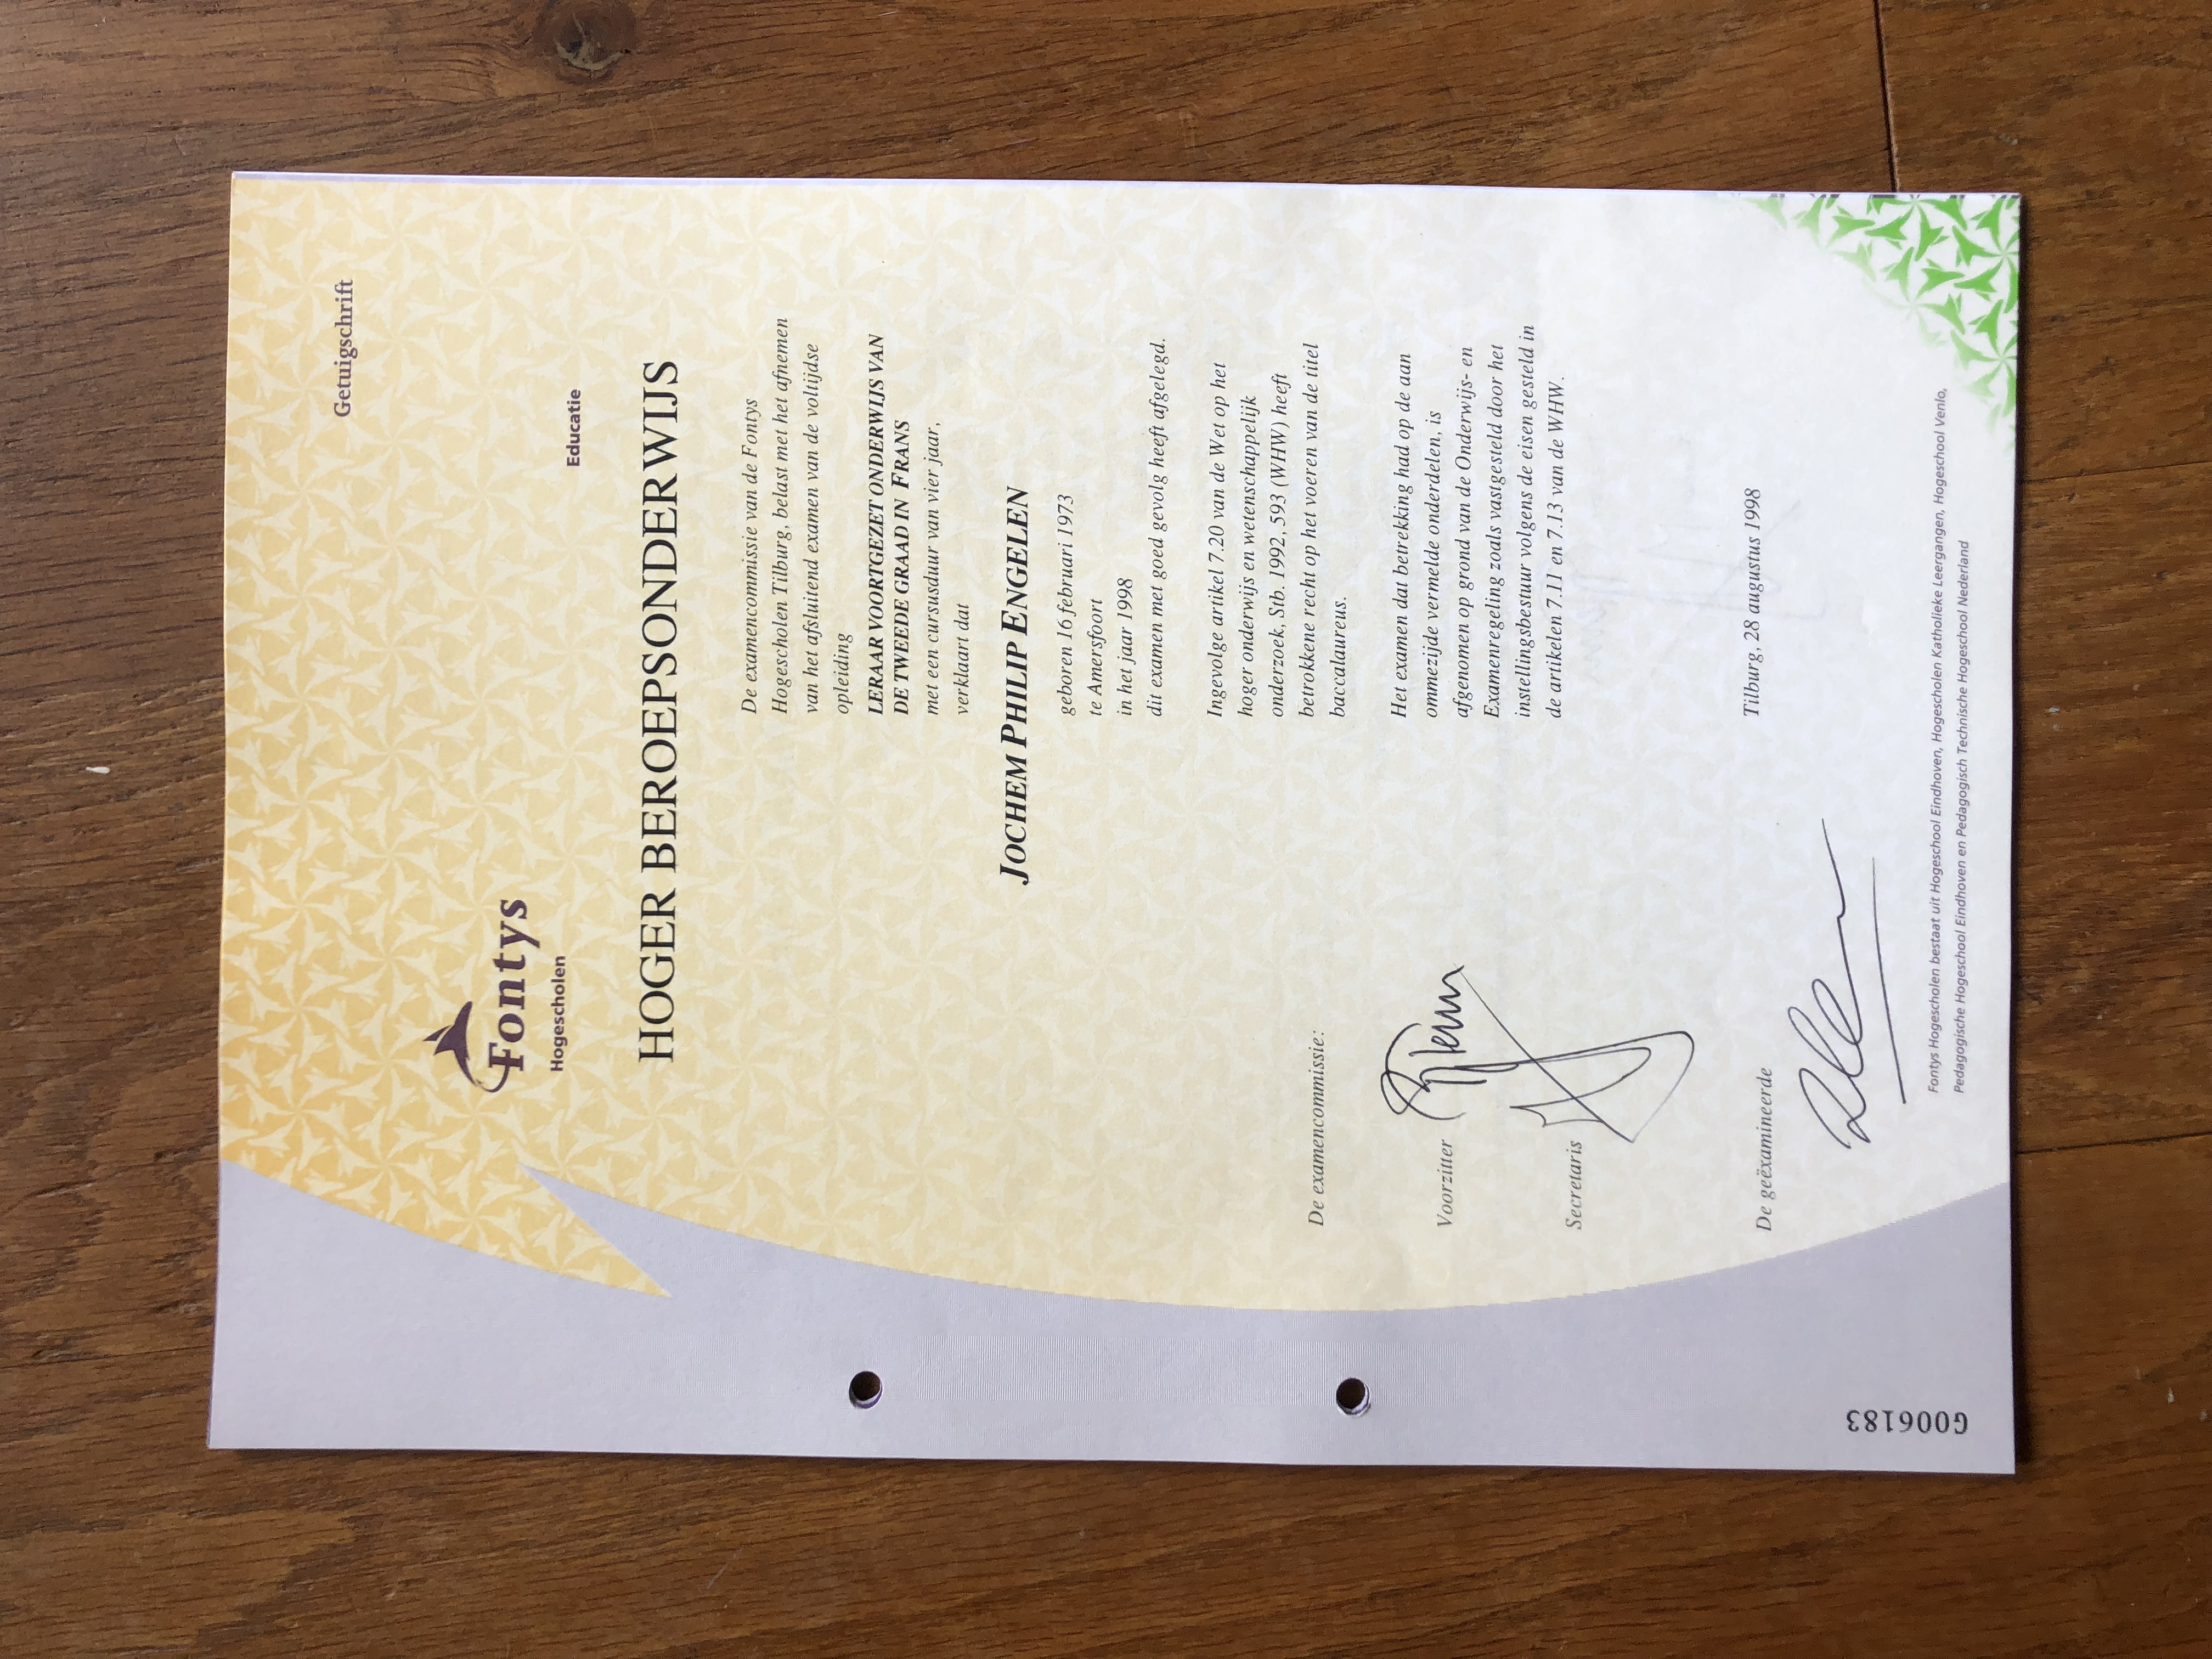 Getuigschrift
Fontys
Hogescholen
Educatie
HOGER BEROEPSONDERWIJS
De examencommissie van de Fontys
Hogescholen Tilburg, belast met het afnemen
van het afsluitend examen van de voltijdse
opleiding
LERAAR VOORTGEZET ONDERWIJS VAN
DE TWEEDE GRAAD IN FRANS
met een cursusduur van vier jaar,
verklaart dat
JOCHEM PHILIP ENGELEN
geboren 16 februari 1973
te Amersfoort
in het jaar 1998
dit examen met goed gevolg heeft afgelegd.
Ingevolge artikel 7.20 van de Wet op het
hoger onderwijs en wetenschappelijk
onderzoek, Stb. 1992, 593 (WHW) heeft
betrokkene recht op het voeren van de titel
baccalaureus.
De examencommissie:
Het examen dat betrekking had op de aan
ommezijde vermelde onderdelen, is
afgenomen op grond van de Onderwijs- en
Examenregeling zoals vastgesteld door het
instellingsbestuur volgens de eisen gesteld in
de artikelen 7.11 en 7.13 van de WHW.
Voorzitter
Secretaris
Tilburg, 28 augustus 1998
De geëxamineerde
Fontys Hogescholen bestaat uit Hogeschool Eindhoven, Hogescholen Katholieke Leergangen, Hogeschool Venlo,
Pedagogische Hogeschool Eindhoven en Pedagogisch Technische Hogeschool Nederland
G006183